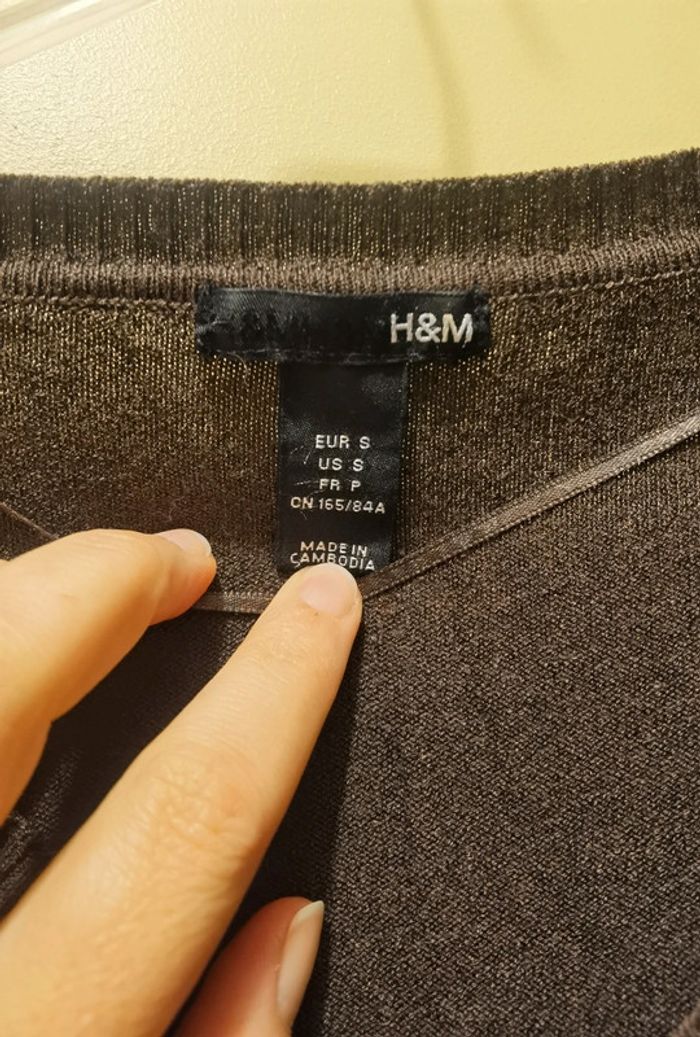 H&M
EUR S
US S
FR P
CN 165/84A
MADE IN
CAMBODIA